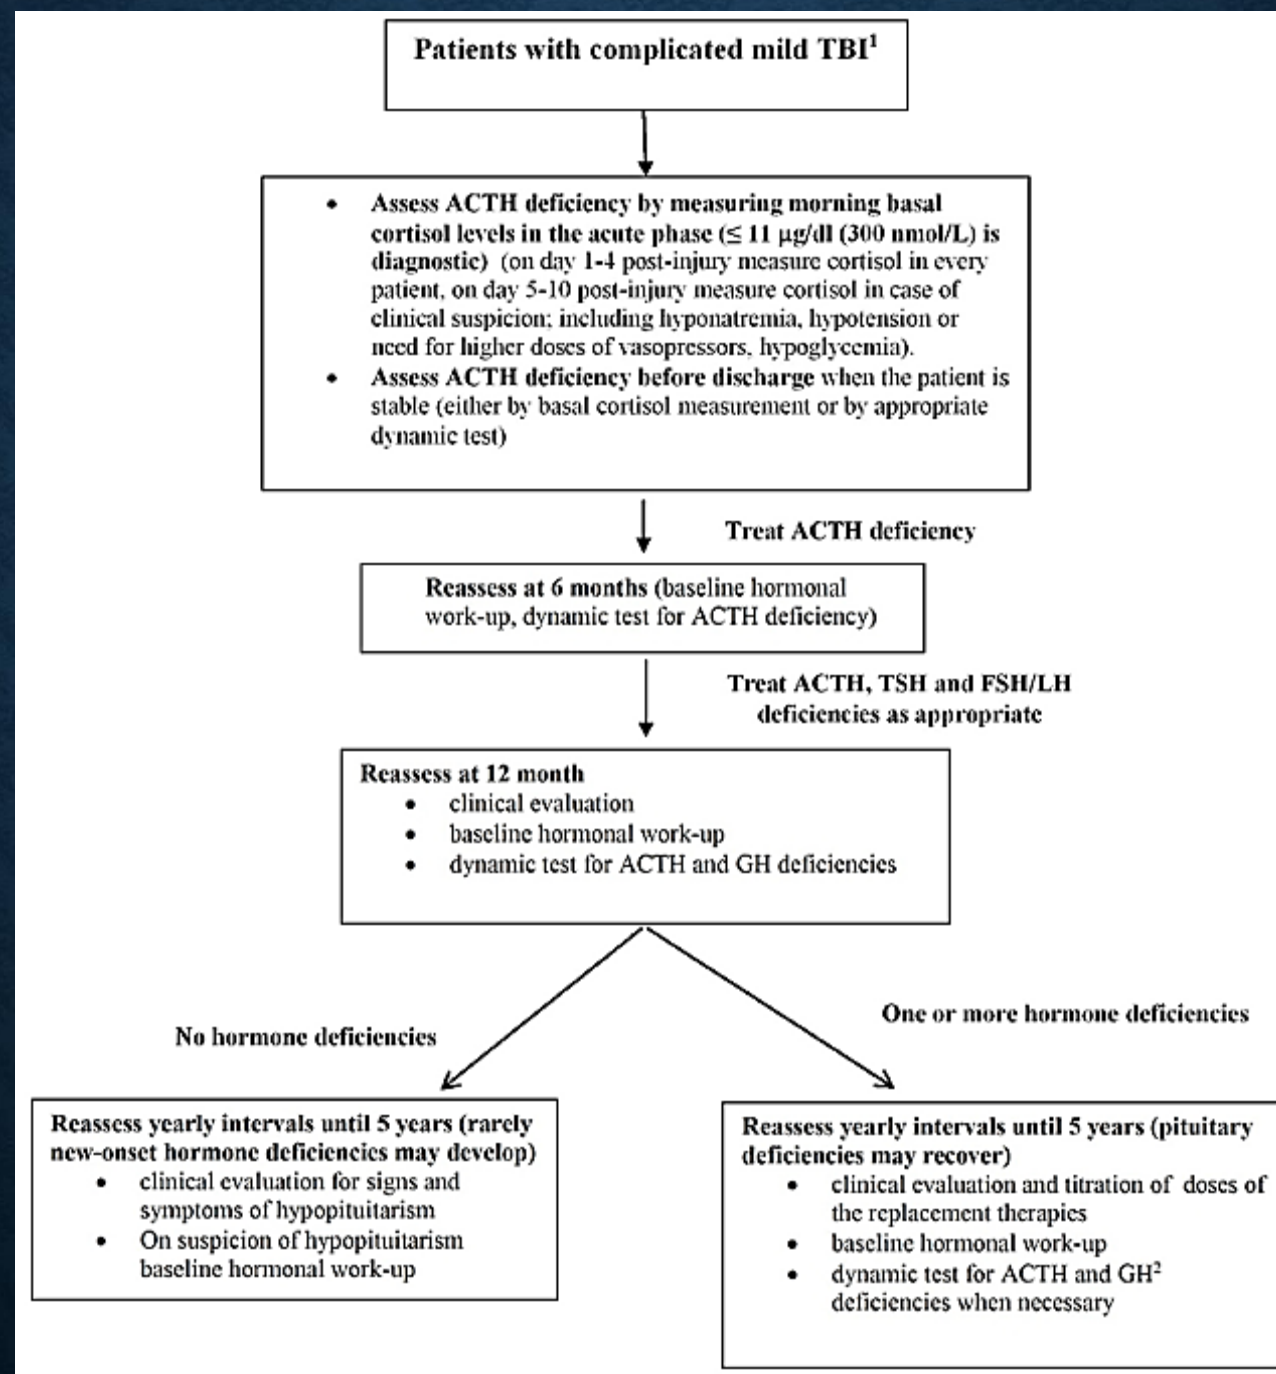 Patients with complicated mild TBI¹
• Assess ACTH deficiency by measuring morning basal
cortisol levels in the acute phase (≤ 11 µg/dl (300 nmol/L) is
diagnostic) (on day 1-4 post-injury measure cortisol in every
patient, on day 5-10 post-injury measure cortisol in case of
clinical suspicion; including hyponatremia, hypotension or
need for higher doses of vasopressors, hypoglycemia).
• Assess ACTH deficiency before discharge when the patient is
stable (either by basal cortisol measurement or by appropriate
dynamic test)
Treat ACTH deficiency
Reassess at 6 months (baseline hormonal
work-up, dynamic test for ACTH deficiency)
Treat ACTH, TSH and FSH/LH
deficiencies as appropriate
Reassess at 12 month
• clinical evaluation
• baseline hormonal work-up
• dynamic test for ACTH and GH deficiencies
No hormone deficiencies
One or more hormone deficiencies
Reassess yearly intervals until 5 years (rarely
new-onset hormone deficiencies may develop)
• clinical evaluation for signs and
symptoms of hypopituitarism
• On suspicion of hypopituitarism
baseline hormonal work-up
Reassess yearly intervals until 5 years (pituitary
deficiencies may recover)
• clinical evaluation and titration of doses of
the replacement therapies
• baseline hormonal work-up
• dynamic test for ACTH and GH²
deficiencies when necessary